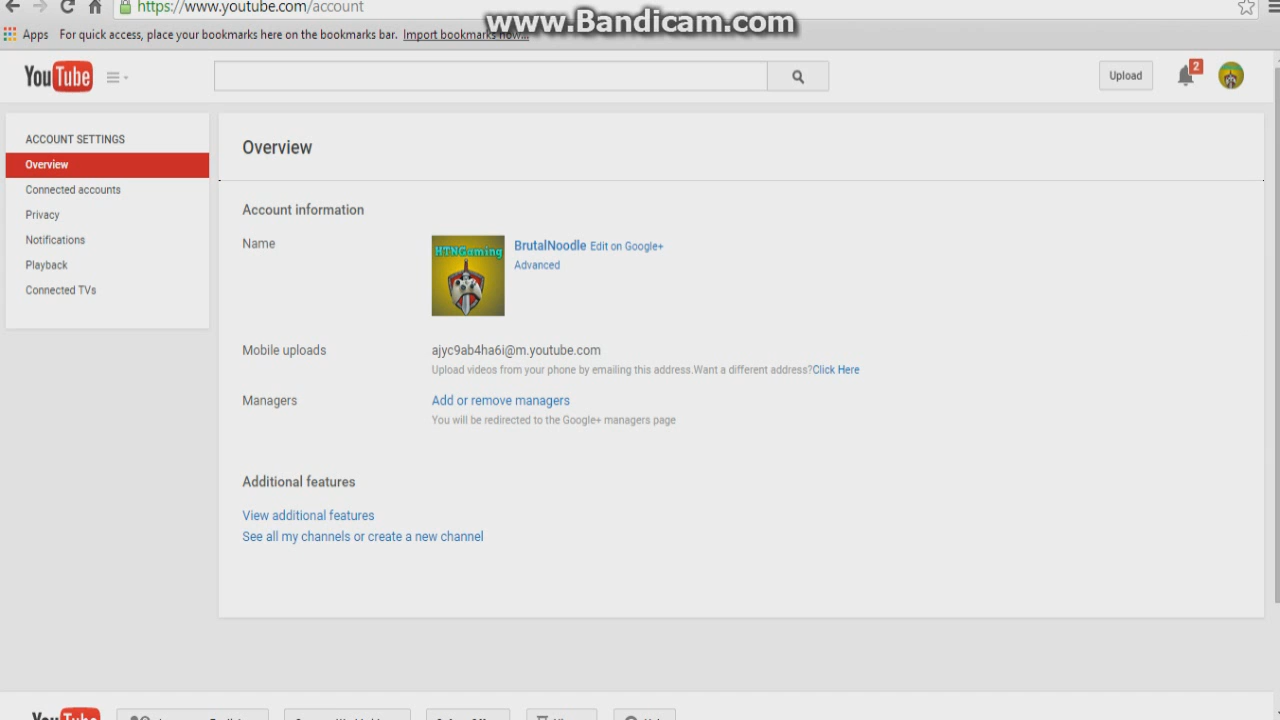 https://www.youtube.com/account
www.Bandicam.com
Apps For quick access, place your bookmarks here on the bookmarks bar. Import bookmarks now...
YouTube
Upload
2
ACCOUNT SETTINGS
Overview
Connected accounts
Privacy
Notifications
Playback
Connected TVs
Overview
Account information
Name
HTNGaming
BrutalNoodle Edit on Google+
Advanced
Mobile uploads
ajyc9ab4ha6i@m.youtube.com
Upload videos from your phone by emailing this address.Want a different address?Click Here
Managers
Add or remove managers
You will be redirected to the Google+ managers page
Additional features
View additional features
See all my channels or create a new channel
YouTube